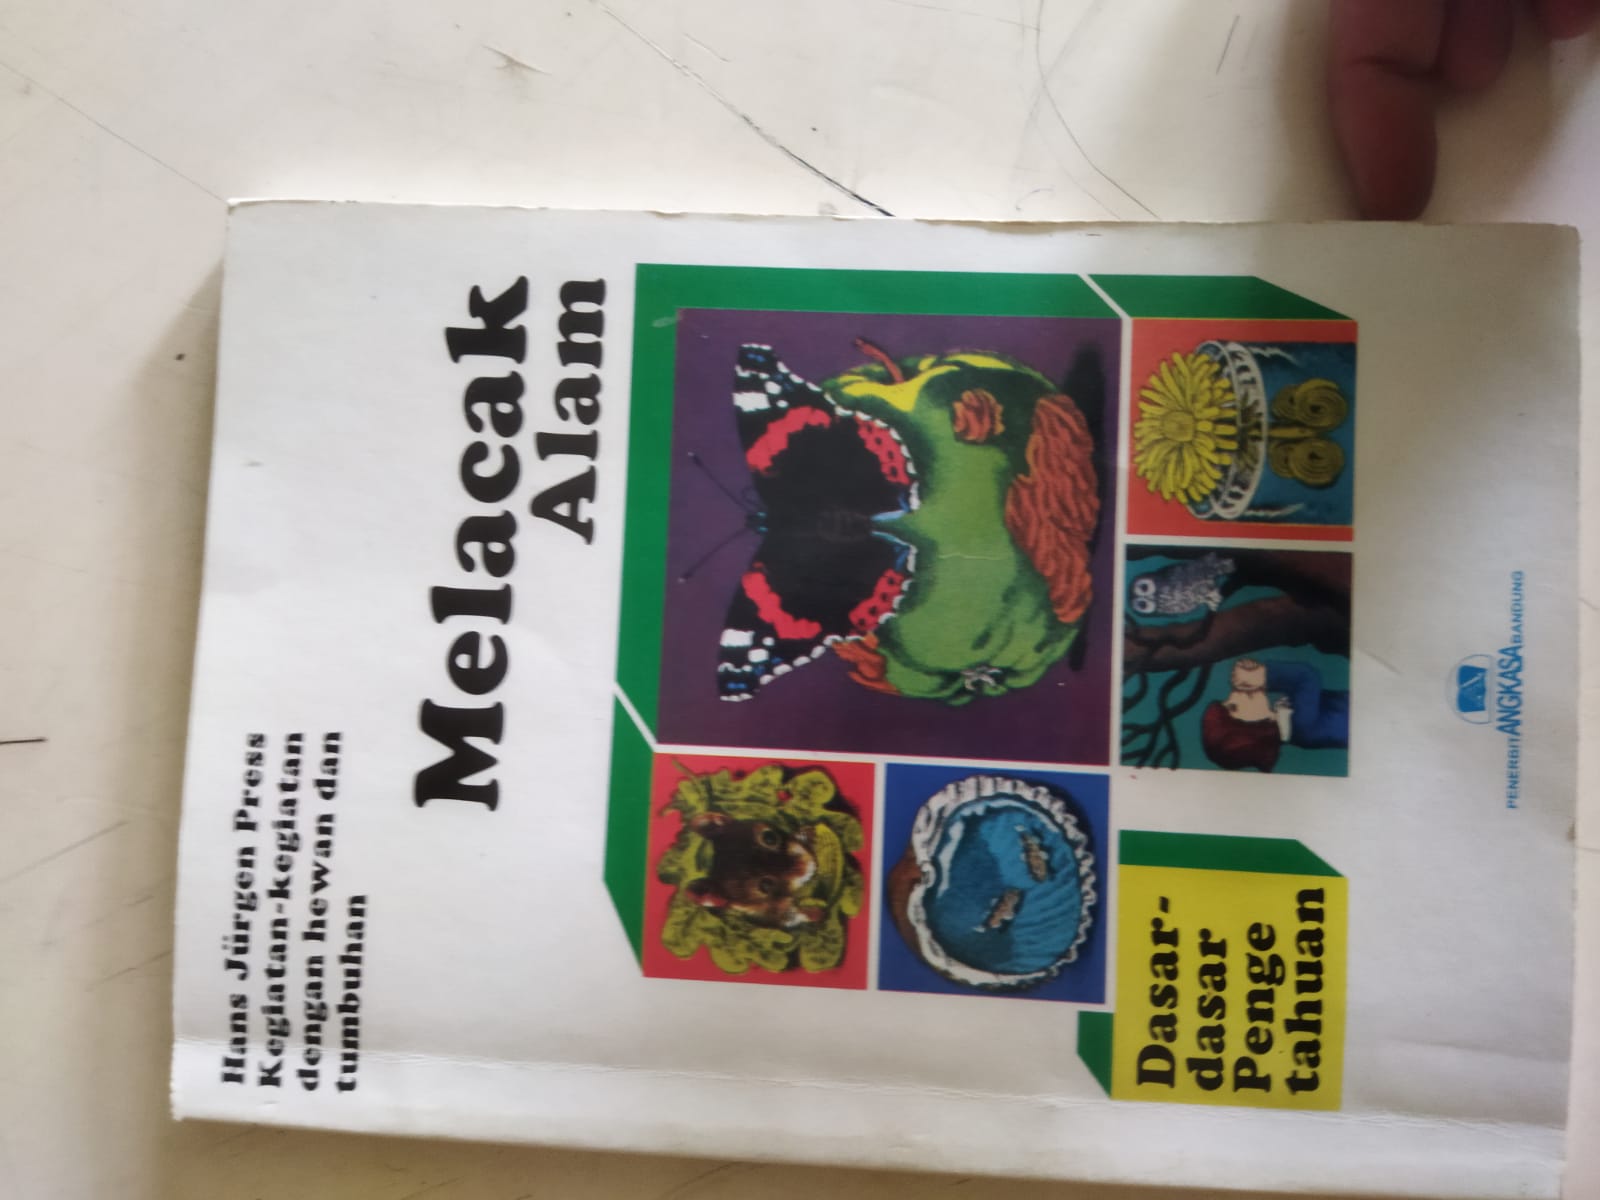 Hans Jürgen Press
Kegiatan-kegiatan
dengan hewan dan
tumbuhan
Melacak
Alam
Dasar-
dasar
Penge
tahuan
PENERBIT ANGKASA BANDUNG